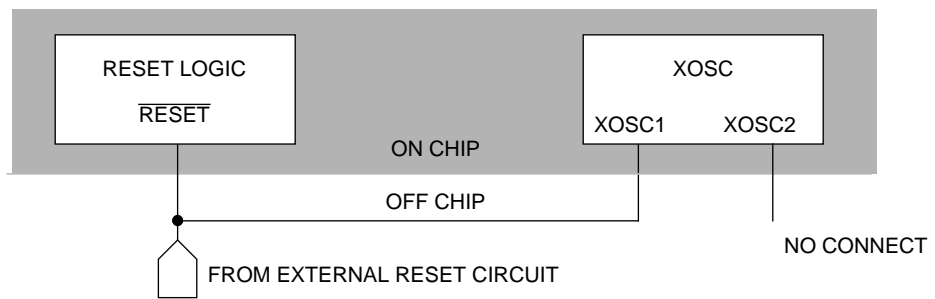 RESET LOGIC
RESET
XOSC
XOSC1
XOSC2
ON CHIP
OFF CHIP
NO CONNECT
FROM EXTERNAL RESET CIRCUIT